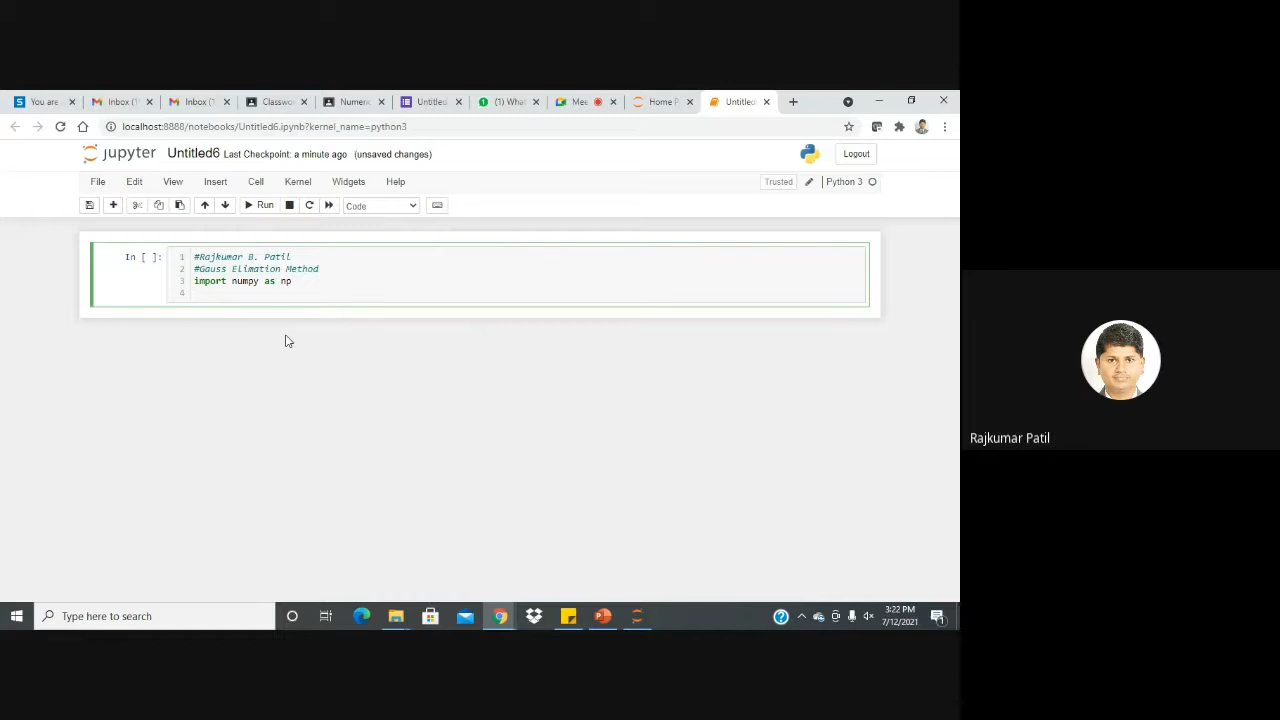 You are
Inbox (1
Inbox (1
Classwo
Numeric
Untitled
(1) What
Mee
Home P
Untitled
localhost:8888/notebooks/Untitled6.ipynb?kernel_name=python3
jupyter Untitled6 Last Checkpoint: a minute ago (unsaved changes)
Logout
File Edit View Insert Cell Kernel Widgets Help
Trusted Python 3
Run
Code
In [ ]:
1 #Rajkumar B. Patil
2 #Gauss Elimation Method
3 import numpy as np
4
Rajkumar Patil
Type here to search
3:22 PM
7/12/2021